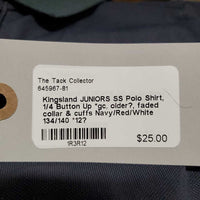 The Tack Collector
645967-81
Kingsland JUNIORS SS Polo Shirt,
1/4 Button Up *gc, older?, faded
collar & cuffs Navy/Red/White
134/140 *12?
1R3R12
$25.00